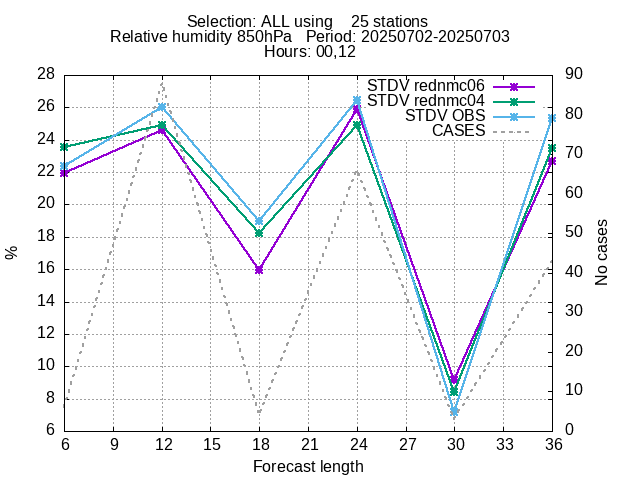 Selection: ALL using    25 stations
Relative humidity 850hPa   Period: 20250702-20250703
Hours: 00,12
STDV rednmc06
STDV rednmc04
STDV OBS
CASES
28
26
24
22
20
18
16
14
12
10
8
6
%
90
80
70
60
50
40
30
20
10
0
No cases
6 9 12 15 18 21 24 27 30 33 36
Forecast length